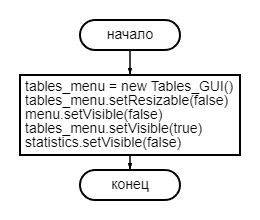 начало
tables_menu = new Tables_GUI()
tables_menu.setResizable(false)
menu.setVisible(false)
tables_menu.setVisible(true)
statistics.setVisible(false)
конец